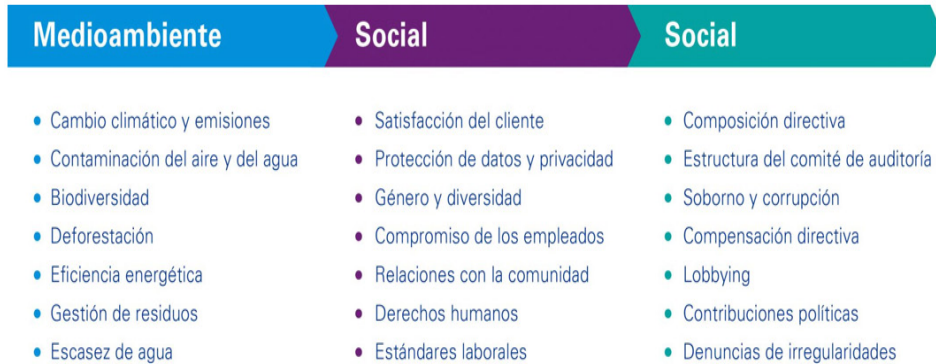 Medioambiente
Cambio climático y emisiones
Contaminación del aire y del agua
Biodiversidad
Deforestación
Eficiencia energética
Gestión de residuos
Escasez de agua
Social
Satisfacción del cliente
Protección de datos y privacidad
Género y diversidad
Compromiso de los empleados
Relaciones con la comunidad
Derechos humanos
Estándares laborales
Social
Composición directiva
Estructura del comité de auditoría
Soborno y corrupción
Compensación directiva
Lobbying
Contribuciones políticas
Denuncias de irregularidades